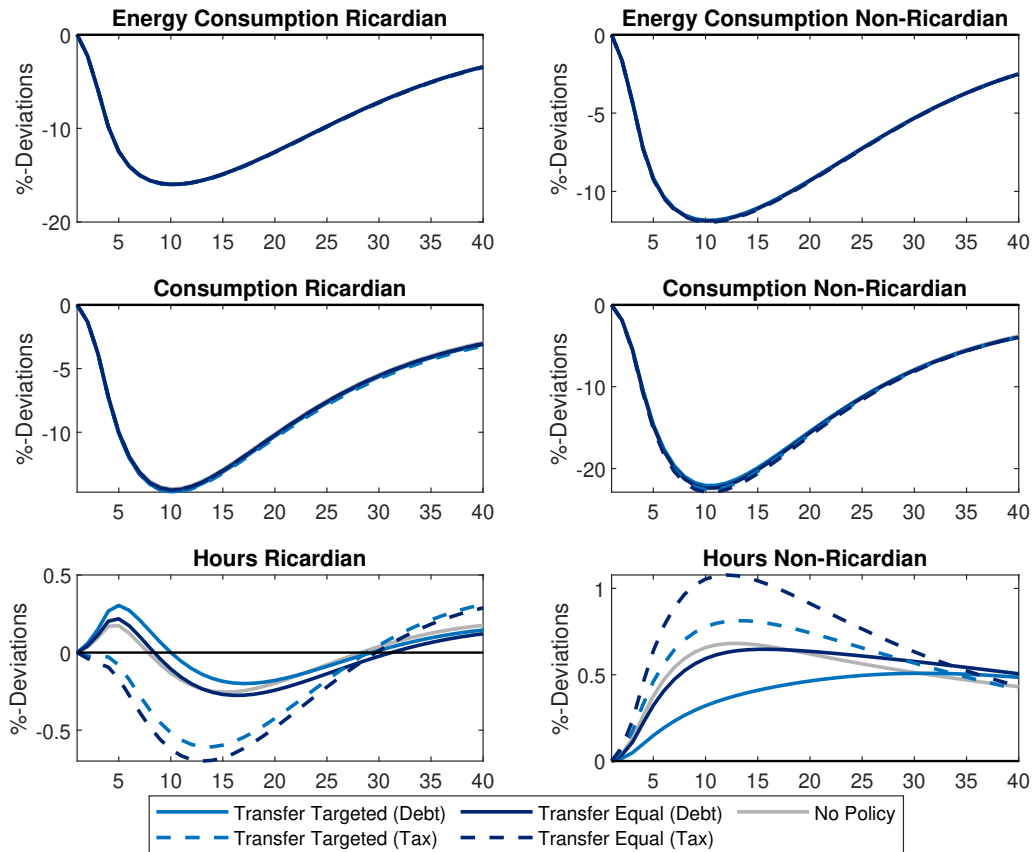 Energy Consumption Ricardian
Energy Consumption Non-Ricardian
%-Deviations
0
-10
-20
5 10 15 20 25 30 35 40
%-Deviations
0
-5
-10
5 10 15 20 25 30 35 40
Consumption Ricardian
Consumption Non-Ricardian
%-Deviations
0
-5
-10
5 10 15 20 25 30 35 40
%-Deviations
0
-10
-20
5 10 15 20 25 30 35 40
Hours Ricardian
Hours Non-Ricardian
%-Deviations
0.5
0
-0.5
5 10 15 20 25 30 35 40
%-Deviations
1
0.5
0
5 10 15 20 25 30 35 40
Transfer Targeted (Debt) Transfer Equal (Debt) No Policy
Transfer Targeted (Tax) Transfer Equal (Tax)